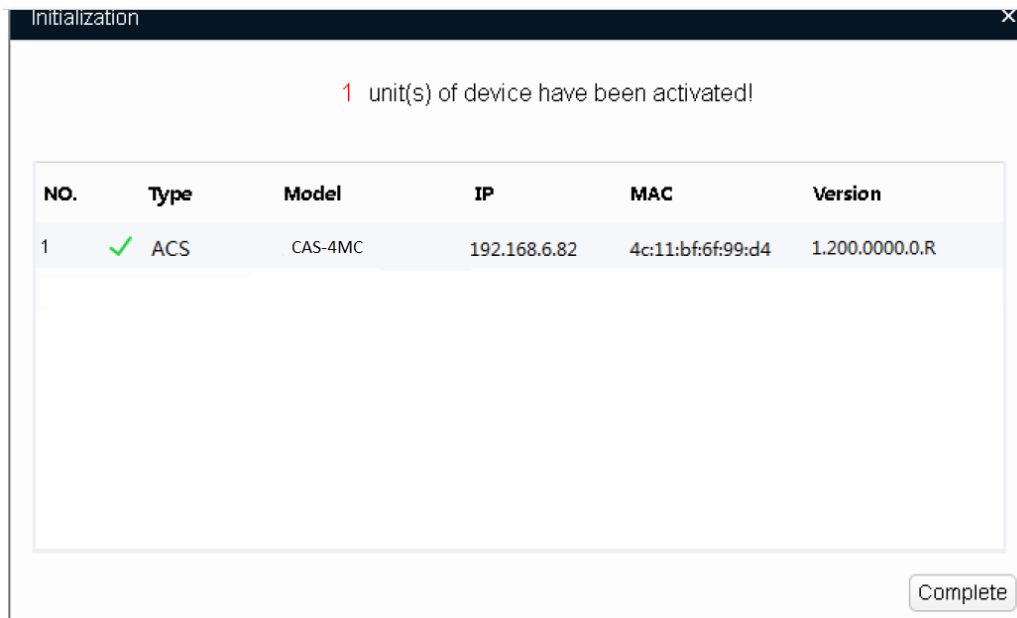 Initialization
1 unit(s) of device have been activated!
NO. Type Model IP MAC Version
1 ACS CAS-4MC 192.168.6.82 4c:11:bf:6f:99:d4 1.200.0000.0.R
Complete